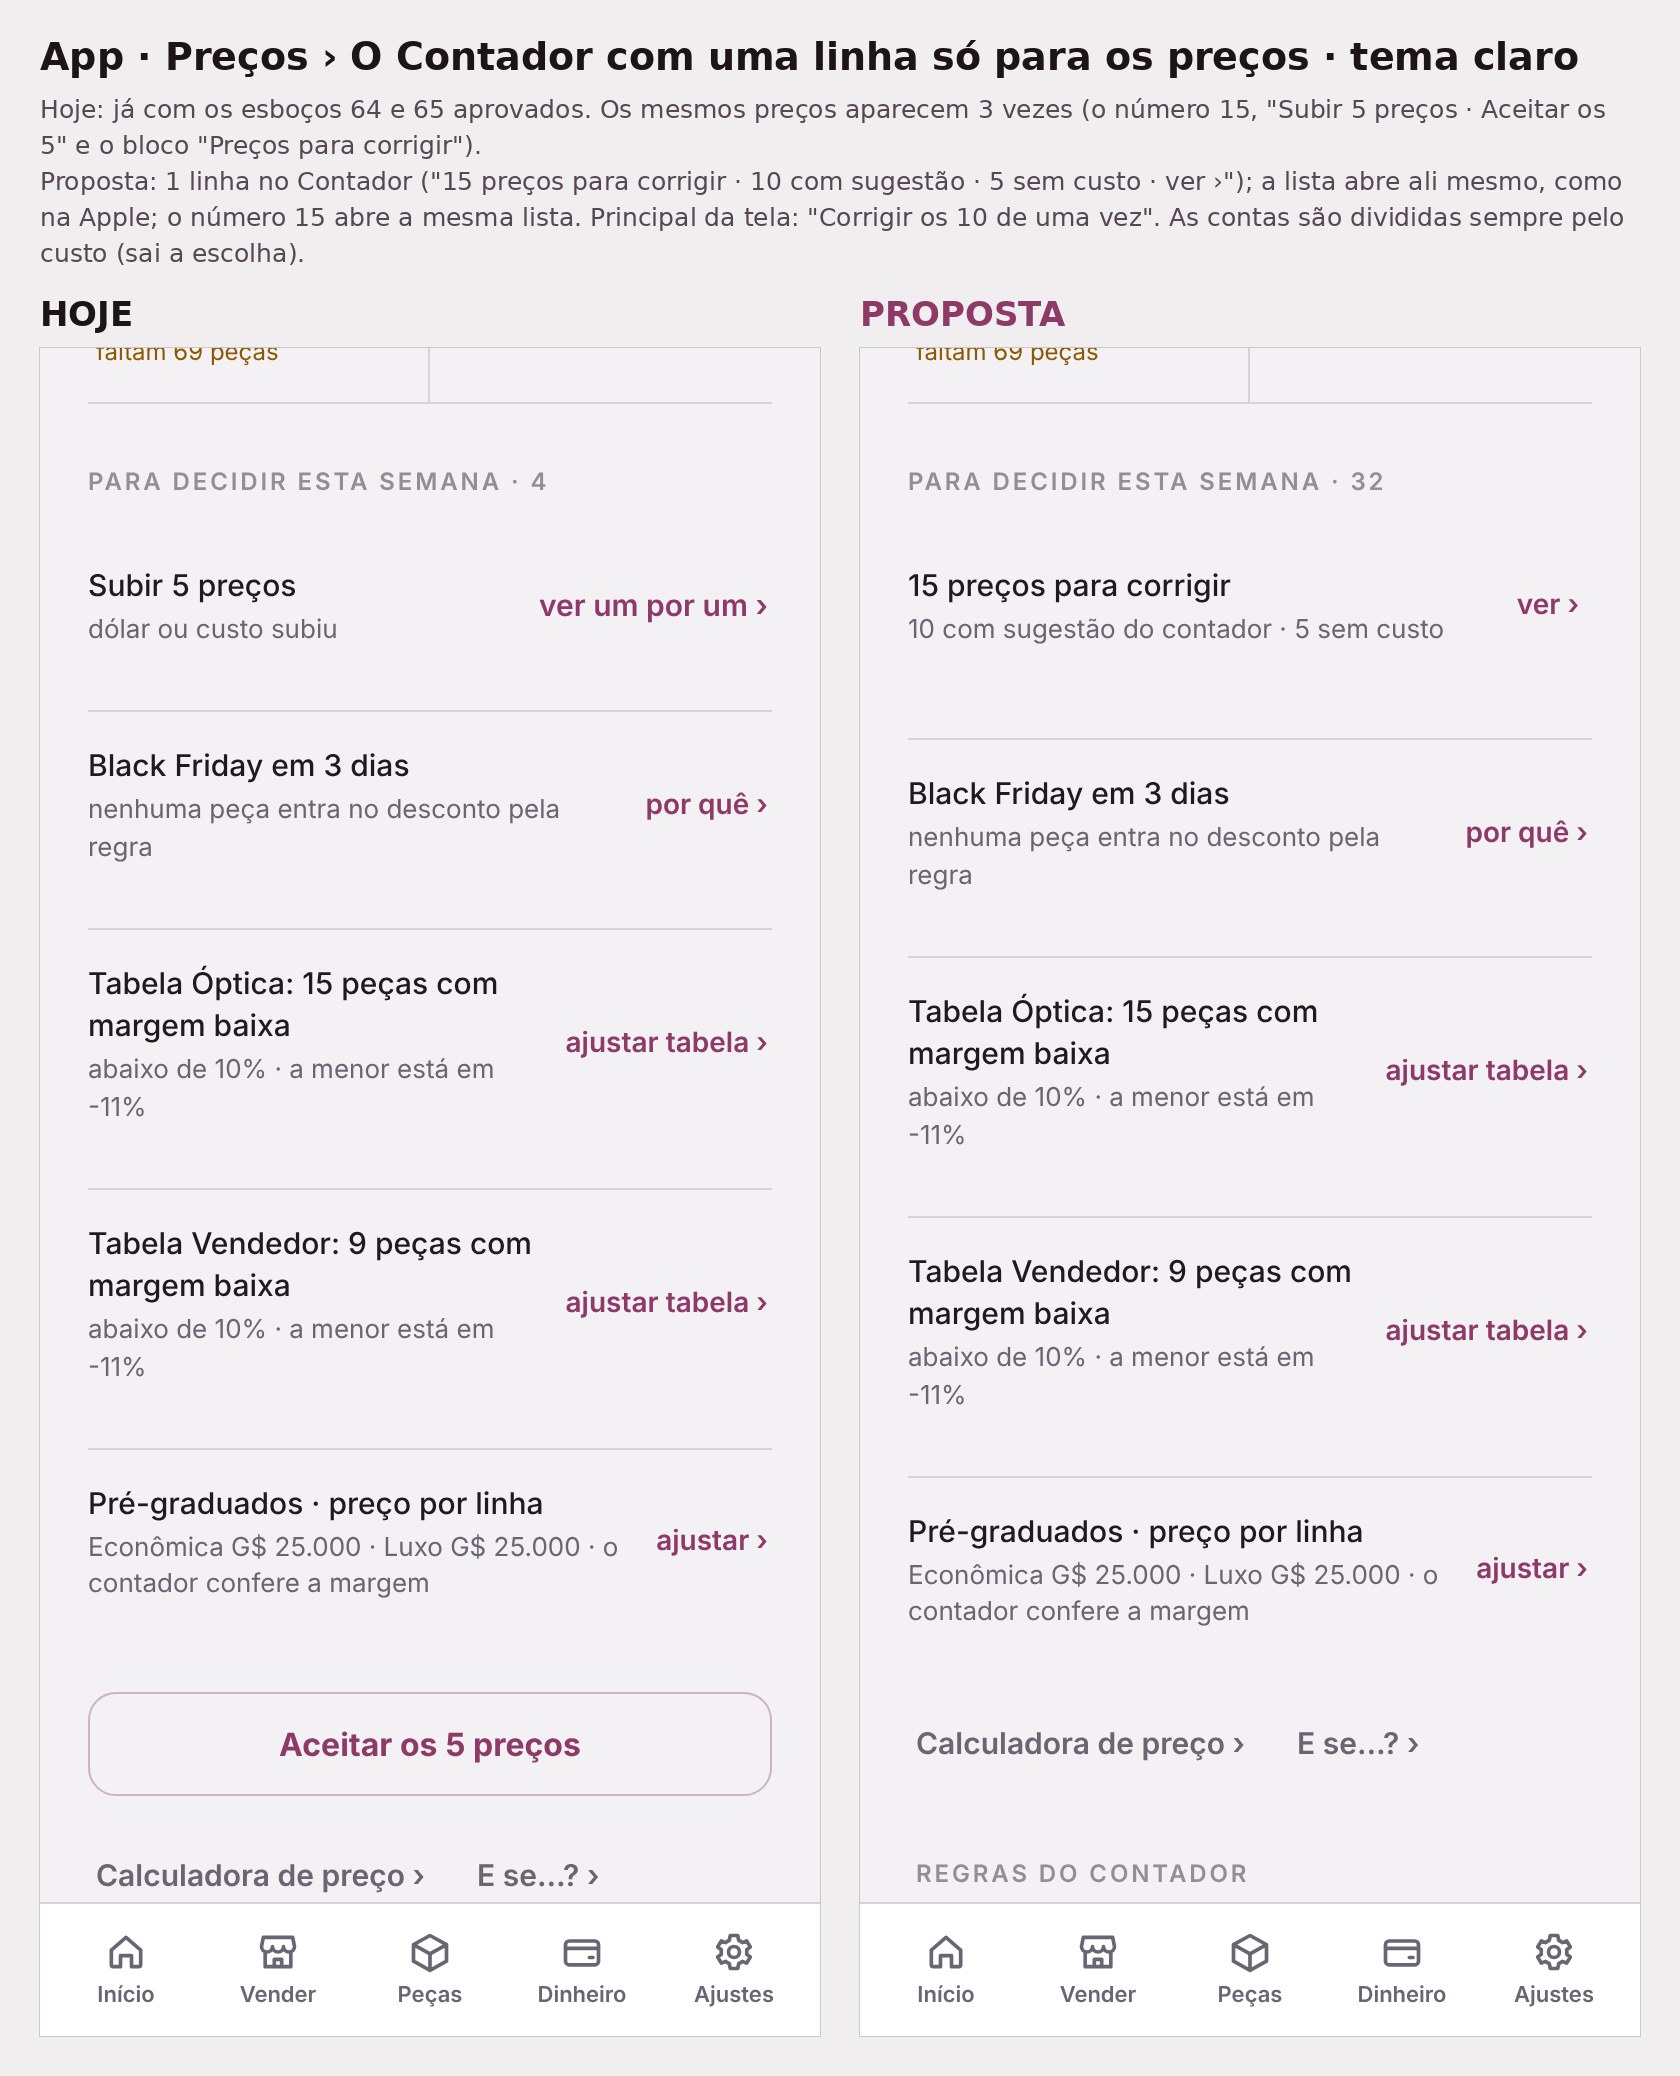 App · Preços › O Contador com uma linha só para os preços · tema claro
Hoje: já com os esboços 64 e 65 aprovados. Os mesmos preços aparecem 3 vezes (o número 15, "Subir 5 preços · Aceitar os
5" e o bloco "Preços para corrigir").
Proposta: 1 linha no Contador ("15 preços para corrigir · 10 com sugestão · 5 sem custo · ver ›"); a lista abre ali mesmo, como
na Apple; o número 15 abre a mesma lista. Principal da tela: "Corrigir os 10 de uma vez". As contas são divididas sempre pelo
custo (sai a escolha).
HOJE
faltam 69 peças
PARA DECIDIR ESTA SEMANA · 4
Subir 5 preços
dólar ou custo subiu
ver um por um ›
Black Friday em 3 dias
nenhuma peça entra no desconto pela
regra
por quê ›
Tabela Óptica: 15 peças com
margem baixa
abaixo de 10% · a menor está em
-11%
ajustar tabela ›
Tabela Vendedor: 9 peças com
margem baixa
abaixo de 10% · a menor está em
-11%
ajustar tabela ›
Pré-graduados · preço por linha
Econômica G$ 25.000 · Luxo G$ 25.000 · o
contador confere a margem
ajustar ›
Aceitar os 5 preços
Calculadora de preço ›
E se...? ›
Início
Vender
Peças
Dinheiro
Ajustes
PROPOSTA
faltam 69 peças
PARA DECIDIR ESTA SEMANA · 32
15 preços para corrigir
10 com sugestão do contador · 5 sem custo
ver ›
Black Friday em 3 dias
nenhuma peça entra no desconto pela
regra
por quê ›
Tabela Óptica: 15 peças com
margem baixa
abaixo de 10% · a menor está em
-11%
ajustar tabela ›
Tabela Vendedor: 9 peças com
margem baixa
abaixo de 10% · a menor está em
-11%
ajustar tabela ›
Pré-graduados · preço por linha
Econômica G$ 25.000 · Luxo G$ 25.000 · o
contador confere a margem
ajustar ›
Calculadora de preço ›
E se...? ›
REGRAS DO CONTADOR
Início
Vender
Peças
Dinheiro
Ajustes